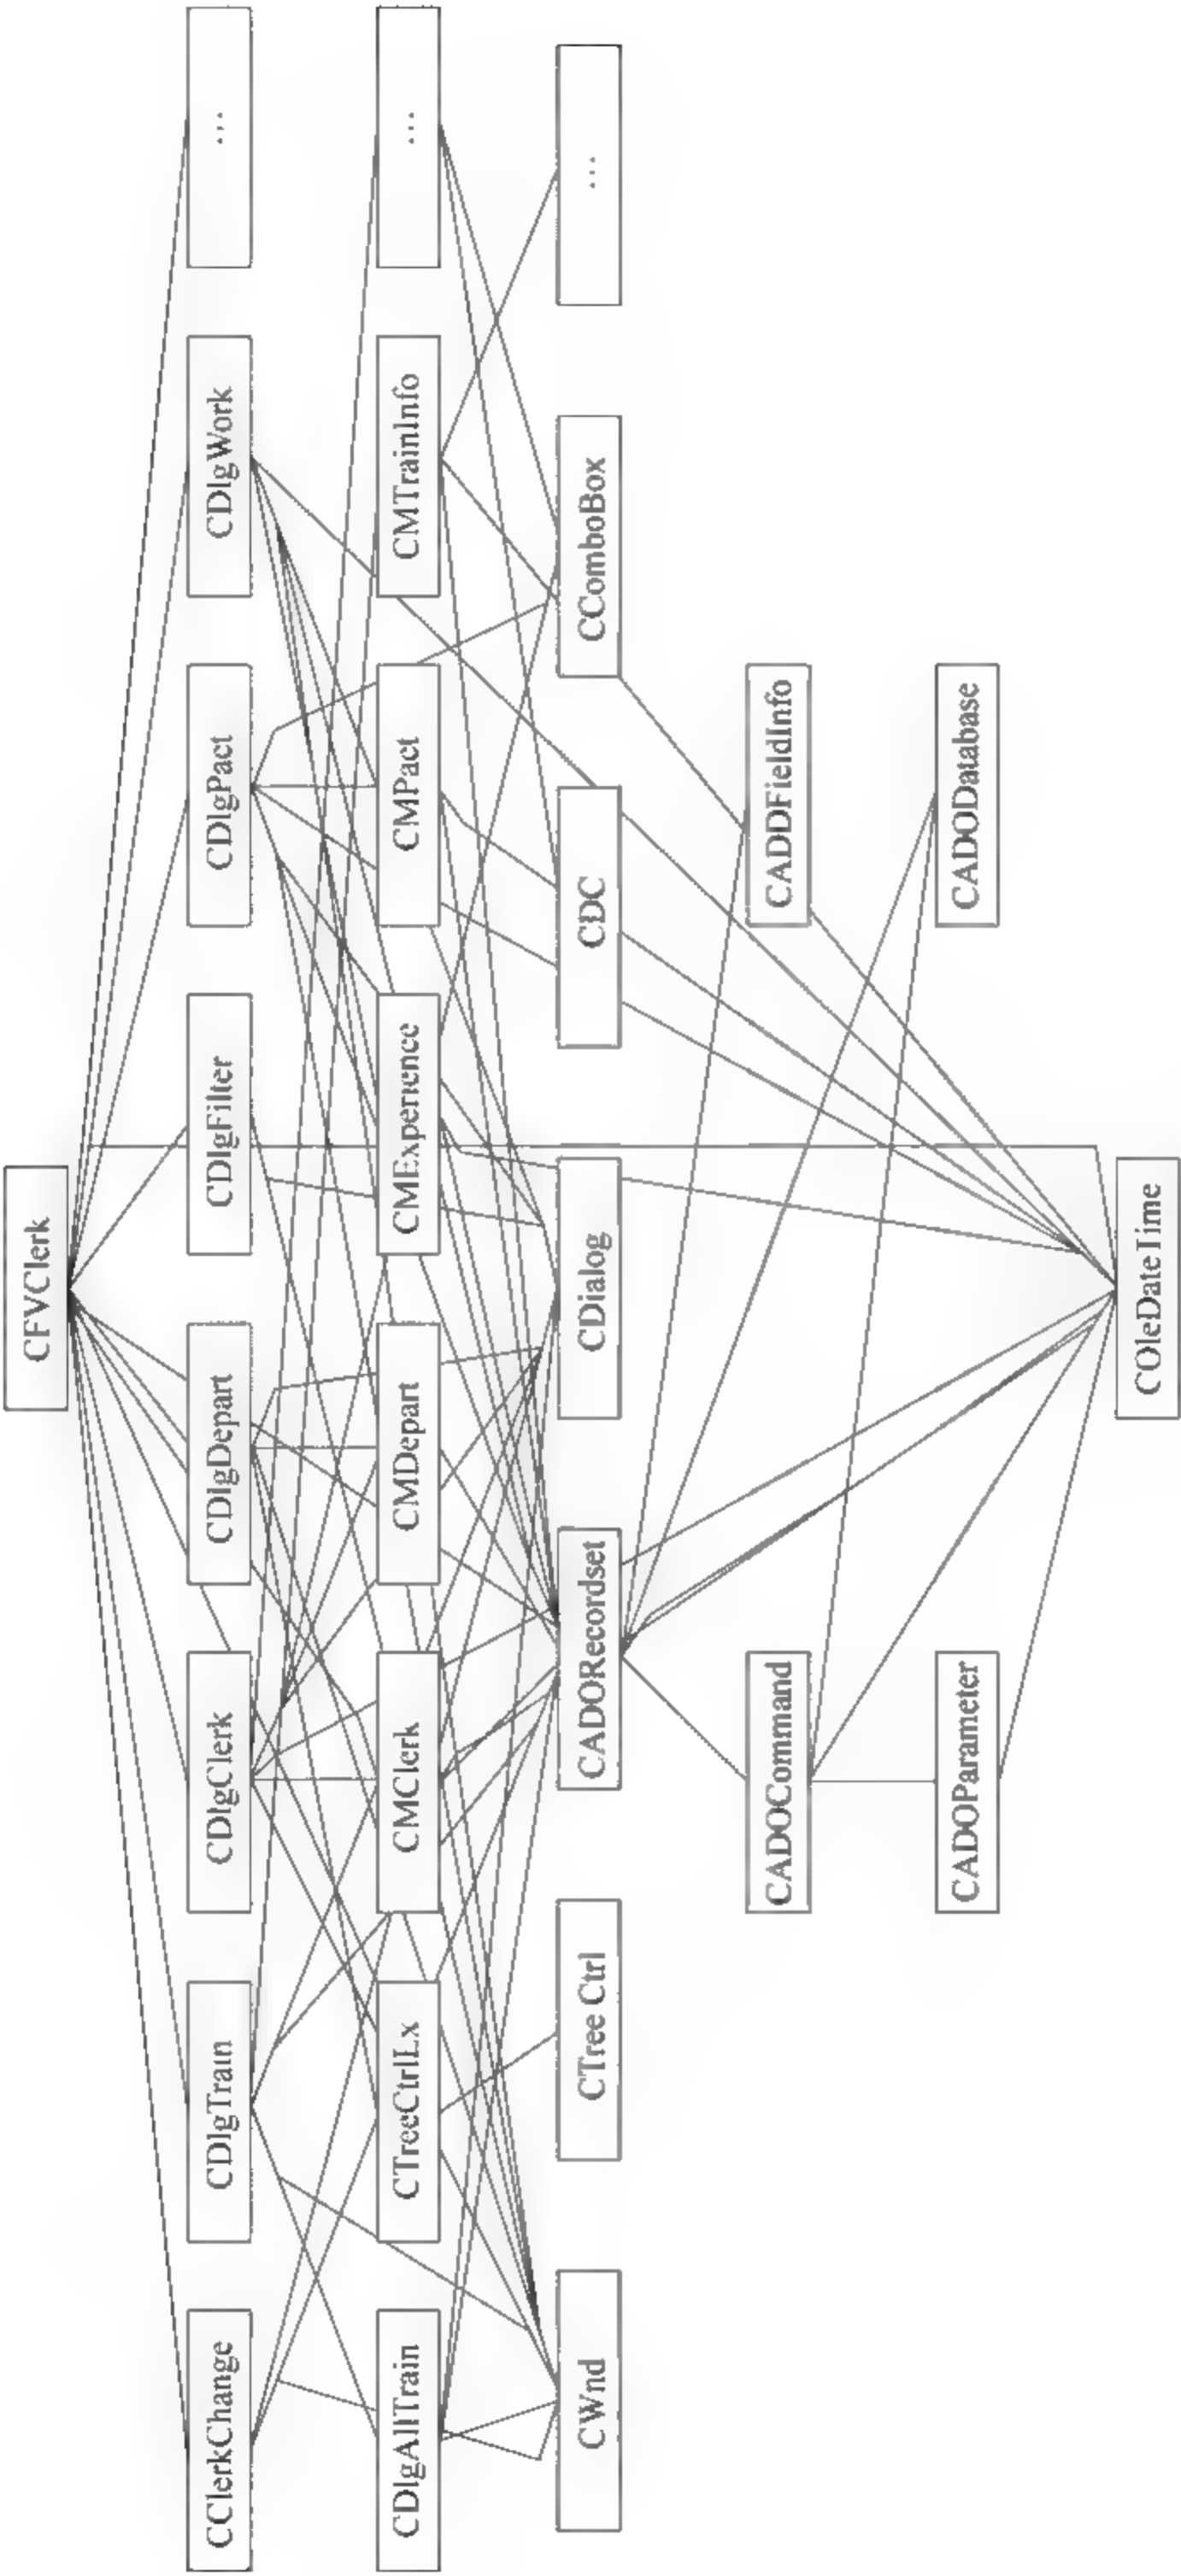 CFVClerk
CClerkChange
CDlgTrain
CDlgClerk
CDlgDepart
CDlgFilter
CDlgPact
CDlgWork
...
CDlgAllTrain
CTreeCtrlLx
CMClerk
CMDepart
CMExperience
CMPact
CMTrainInfo
...
CWnd
CTree Ctrl
CADORecordset
CDialog
CDC
CComboBox
...
CADOCommand
CADDFieldInfo
CADOParameter
CADODatabase
COleDateTime